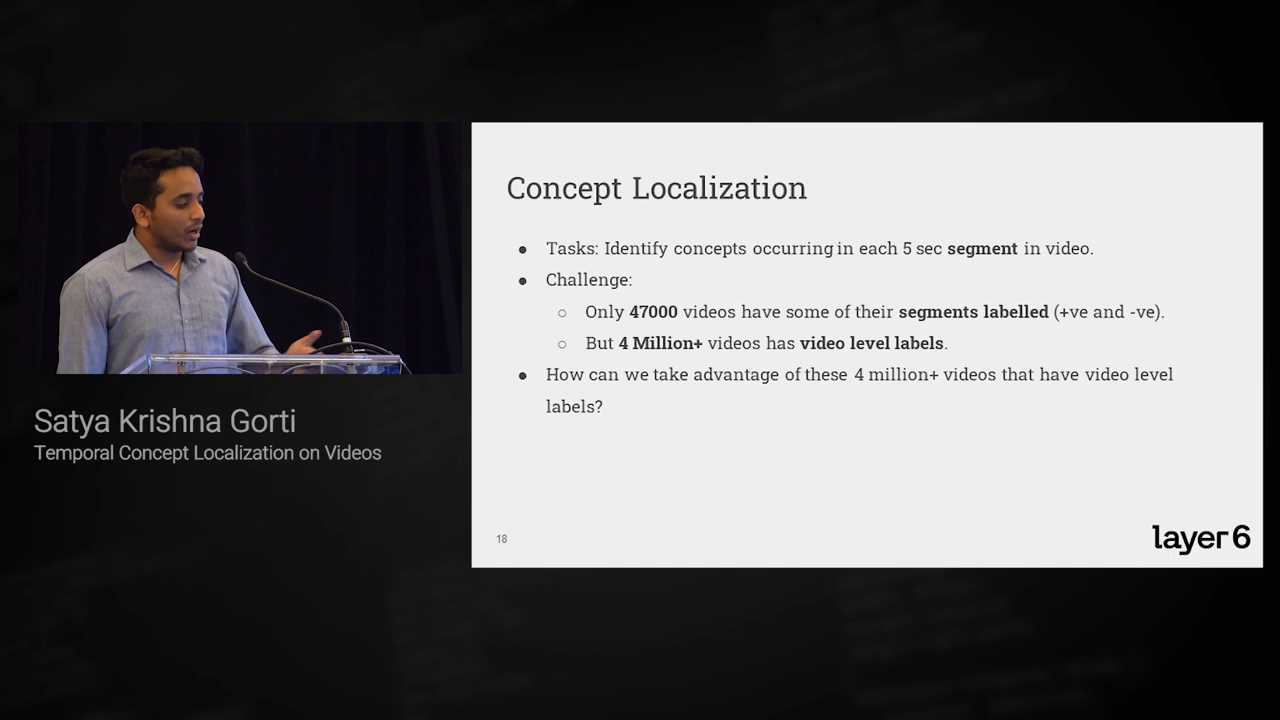 Concept Localization
● Tasks: Identify concepts occurring in each 5 sec segment in video.
● Challenge:
○ Only 47000 videos have some of their segments labelled (+ve and -ve).
○ But 4 Million+ videos has video level labels.
● How can we take advantage of these 4 million+ videos that have video level
labels?
18
layer 6
Satya Krishna Gorti
Temporal Concept Localization on Videos